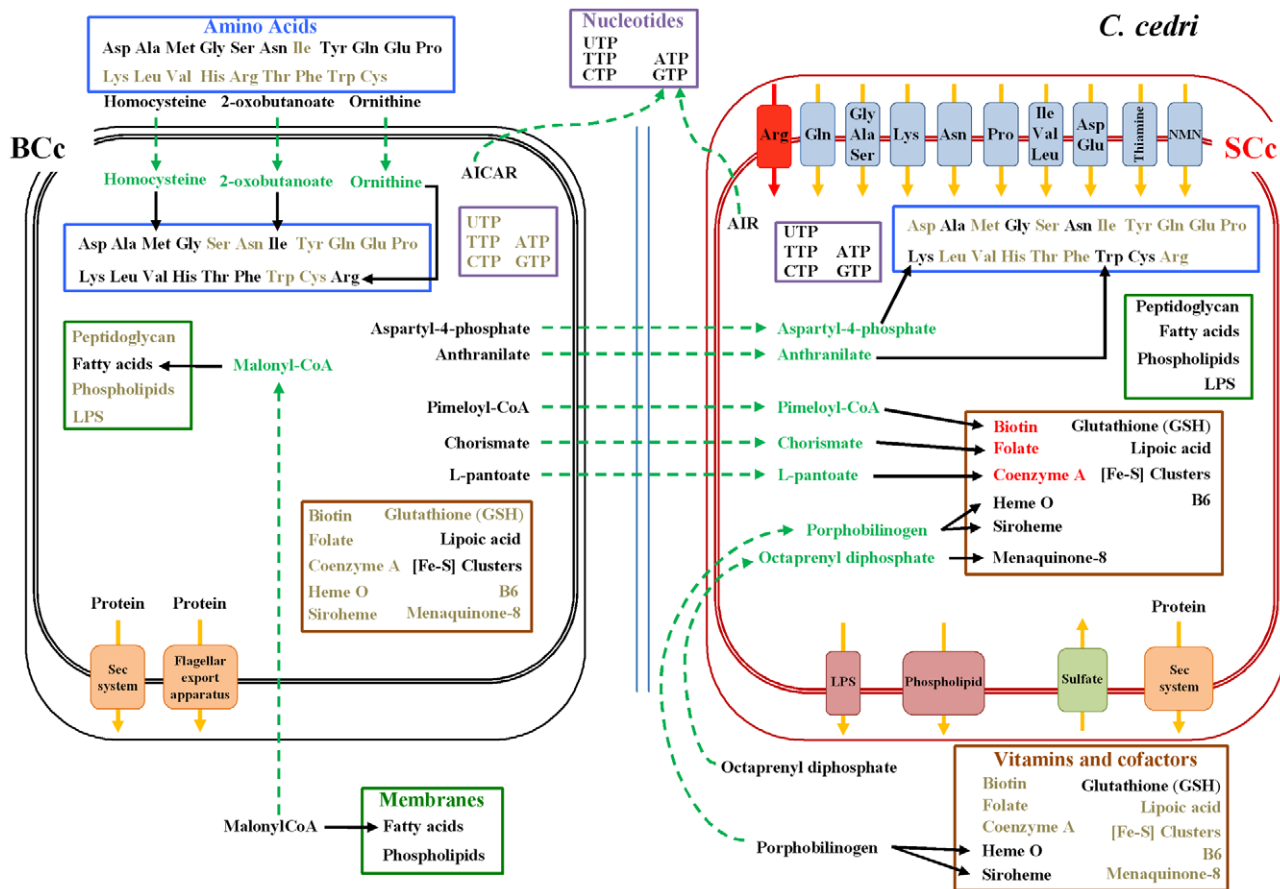 Amino Acids
Asp Ala Met Gly Ser Asn Ile Tyr Gln Glu Pro
Lys Leu Val His Arg Thr Phe Trp Cys
Homocysteine 2-oxobutanoate Ornithine
Nucleotides
UTP
TTP ATP
CTP GTP
C. cedri
BCc
Homocysteine 2-oxobutanoate Ornithine
AICAR
Asp Ala Met Gly Ser Asn Ile Tyr Gln Glu Pro
Lys Leu Val His Thr Phe Trp Cys Arg
UTP
TTP ATP
CTP GTP
Peptidoglycan
Fatty acids
Phospholipids
LPS
Malonyl-CoA
Aspartyl-4-phosphate
Anthranilate
Pimeloyl-CoA
Chorismate
L-pantoate
Biotin Glutathione (GSH)
Folate Lipoic acid
Coenzyme A [Fe-S] Clusters
Heme O B6
Siroheme Menaquinone-8
Protein Protein
Sec
system
Flagellar
export
apparatus
MalonylCoA
Membranes
Fatty acids
Phospholipids
SCc
Arg
Gln
Gly
Ala
Ser
Lys
Asn
Pro
Ile
Val
Leu
Asp
Glu
Thiamine
NMN
AIR
UTP
TTP ATP
CTP GTP
Asp Ala Met Gly Ser Asn Ile Tyr Gln Glu Pro
Lys Leu Val His Thr Phe Trp Cys Arg
Aspartyl-4-phosphate
Anthranilate
Peptidoglycan
Fatty acids
Phospholipids
LPS
Pimeloyl-CoA
Chorismate
L-pantoate
Porphobilinogen
Octaprenyl diphosphate
Biotin Glutathione (GSH)
Folate Lipoic acid
Coenzyme A [Fe-S] Clusters
Heme O B6
Siroheme
Menaquinone-8
Protein
LPS
Phospholipid
Sulfate
Sec
system
Octaprenyl diphosphate
Porphobilinogen
Vitamins and cofactors
Biotin Glutathione (GSH)
Folate Lipoic acid
Coenzyme A [Fe-S] Clusters
Heme O B6
Siroheme Menaquinone-8